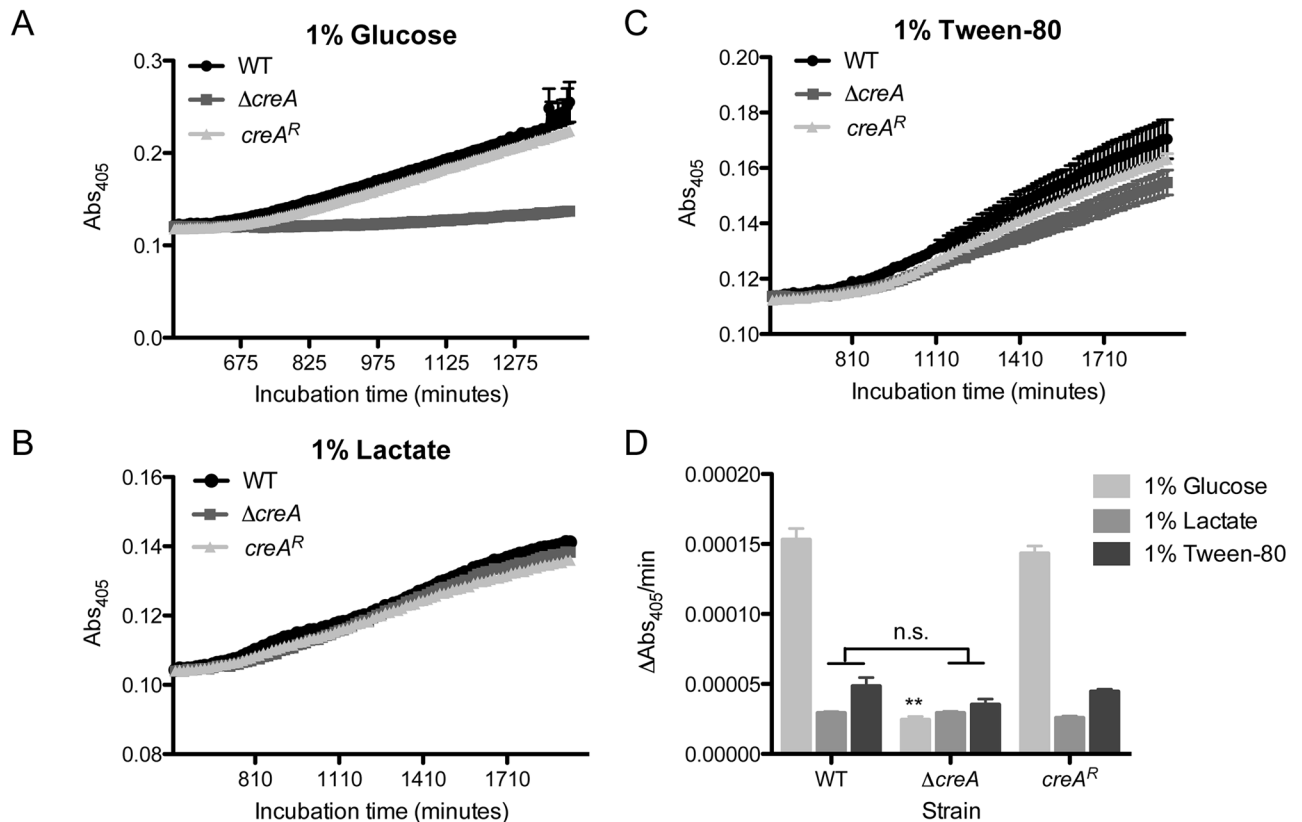 A
1% Glucose
0.3
0.2
0.1
0.0
Abs405
WT
ΔcreA
creA^R
675 825 975 1125 1275
Incubation time (minutes)
C
1% Tween-80
0.20
0.18
0.16
0.14
0.12
0.10
Abs405
WT
ΔcreA
creA^R
810 1110 1410 1710
Incubation time (minutes)
B
1% Lactate
0.16
0.14
0.12
0.10
0.08
Abs405
WT
ΔcreA
creA^R
810 1110 1410 1710
Incubation time (minutes)
D
0.00020
0.00015
0.00010
0.00005
0.00000
ΔAbs405/min
1% Glucose
1% Lactate
1% Tween-80
n.s.
**
WT ΔcreA creA^R
Strain